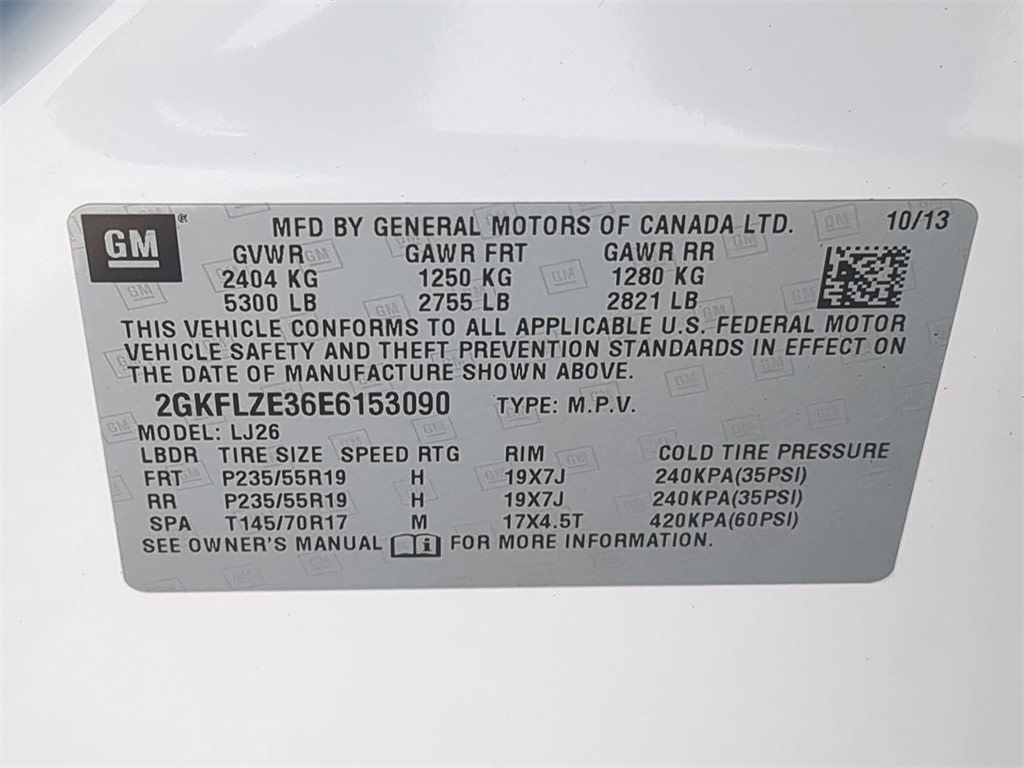 GM ® MFD BY GENERAL MOTORS OF CANADA LTD. 10/13
GVWR GAWR FRT GAWR RR
2404 KG 1250 KG 1280 KG
5300 LB 2755 LB 2821 LB
THIS VEHICLE CONFORMS TO ALL APPLICABLE U.S. FEDERAL MOTOR
VEHICLE SAFETY AND THEFT PREVENTION STANDARDS IN EFFECT ON
THE DATE OF MANUFACTURE SHOWN ABOVE.
2GKFLZE36E6153090 TYPE: M.P.V.
MODEL: LJ26
LBDR TIRE SIZE SPEED RTG RIM COLD TIRE PRESSURE
FRT P235/55R19 H 19X7J 240KPA(35PSI)
RR P235/55R19 H 19X7J 240KPA(35PSI)
SPA T145/70R17 M 17X4.5T 420KPA(60PSI)
SEE OWNER'S MANUAL i FOR MORE INFORMATION.